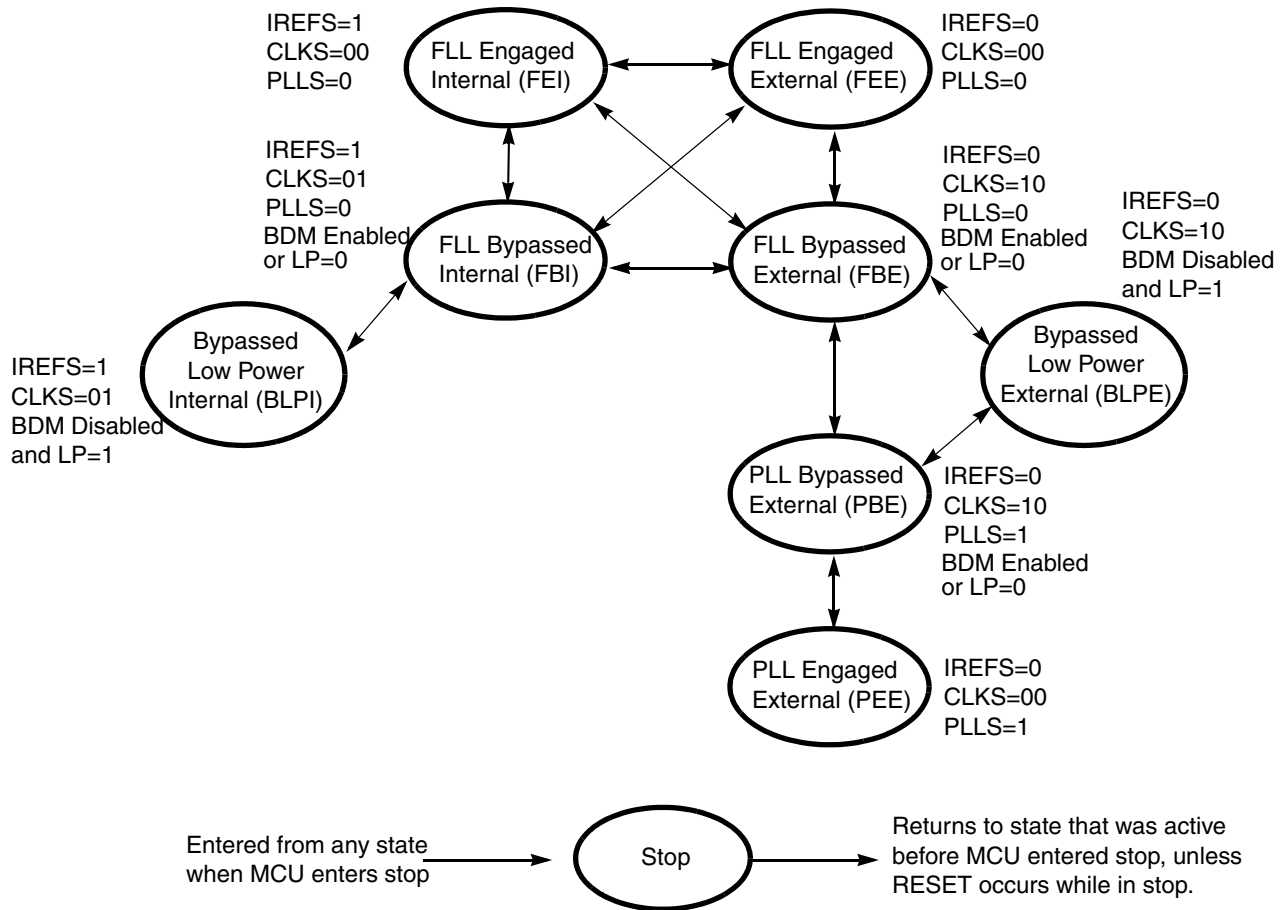 IREFS=1
CLKS=00
PLLS=0
FLL Engaged
Internal (FEI)
FLL Engaged
External (FEE)
IREFS=0
CLKS=00
PLLS=0
IREFS=1
CLKS=01
PLLS=0
BDM Enabled
or LP=0
FLL Bypassed
Internal (FBI)
FLL Bypassed
External (FBE)
IREFS=0
CLKS=10
PLLS=0
BDM Enabled
or LP=0
IREFS=0
CLKS=10
BDM Disabled
and LP=1
IREFS=1
CLKS=01
BDM Disabled
and LP=1
Bypassed
Low Power
Internal (BLPI)
Bypassed
Low Power
External (BLPE)
PLL Bypassed
External (PBE)
IREFS=0
CLKS=10
PLLS=1
BDM Enabled
or LP=0
PLL Engaged
External (PEE)
IREFS=0
CLKS=00
PLLS=1
Entered from any state
when MCU enters stop
Stop
Returns to state that was active
before MCU entered stop, unless
RESET occurs while in stop.